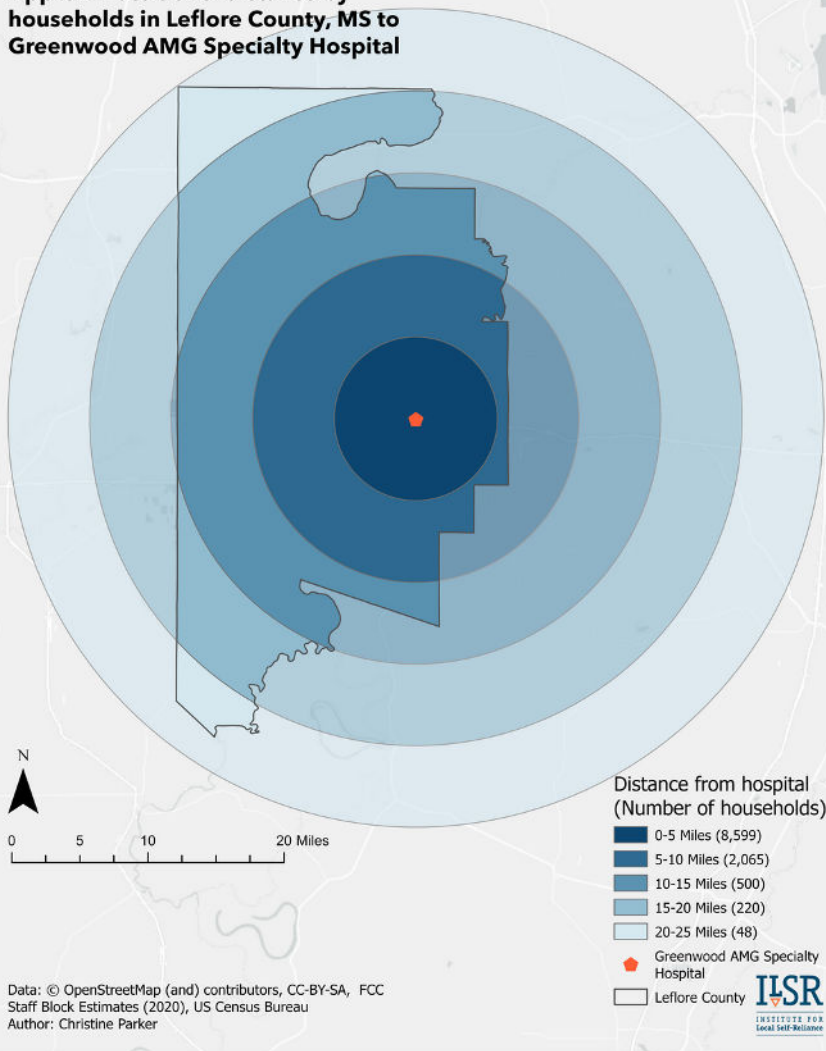 households in Leflore County, MS to
Greenwood AMG Specialty Hospital
N
0 5 10 20 Miles
Distance from hospital
(Number of households)
0-5 Miles (8,599)
5-10 Miles (2,065)
10-15 Miles (500)
15-20 Miles (220)
20-25 Miles (48)
Greenwood AMG Specialty
Hospital
Leflore County
ILSR
INSTITUTE FOR
Local Self-Reliance
Data: © OpenStreetMap (and) contributors, CC-BY-SA, FCC
Staff Block Estimates (2020), US Census Bureau
Author: Christine Parker